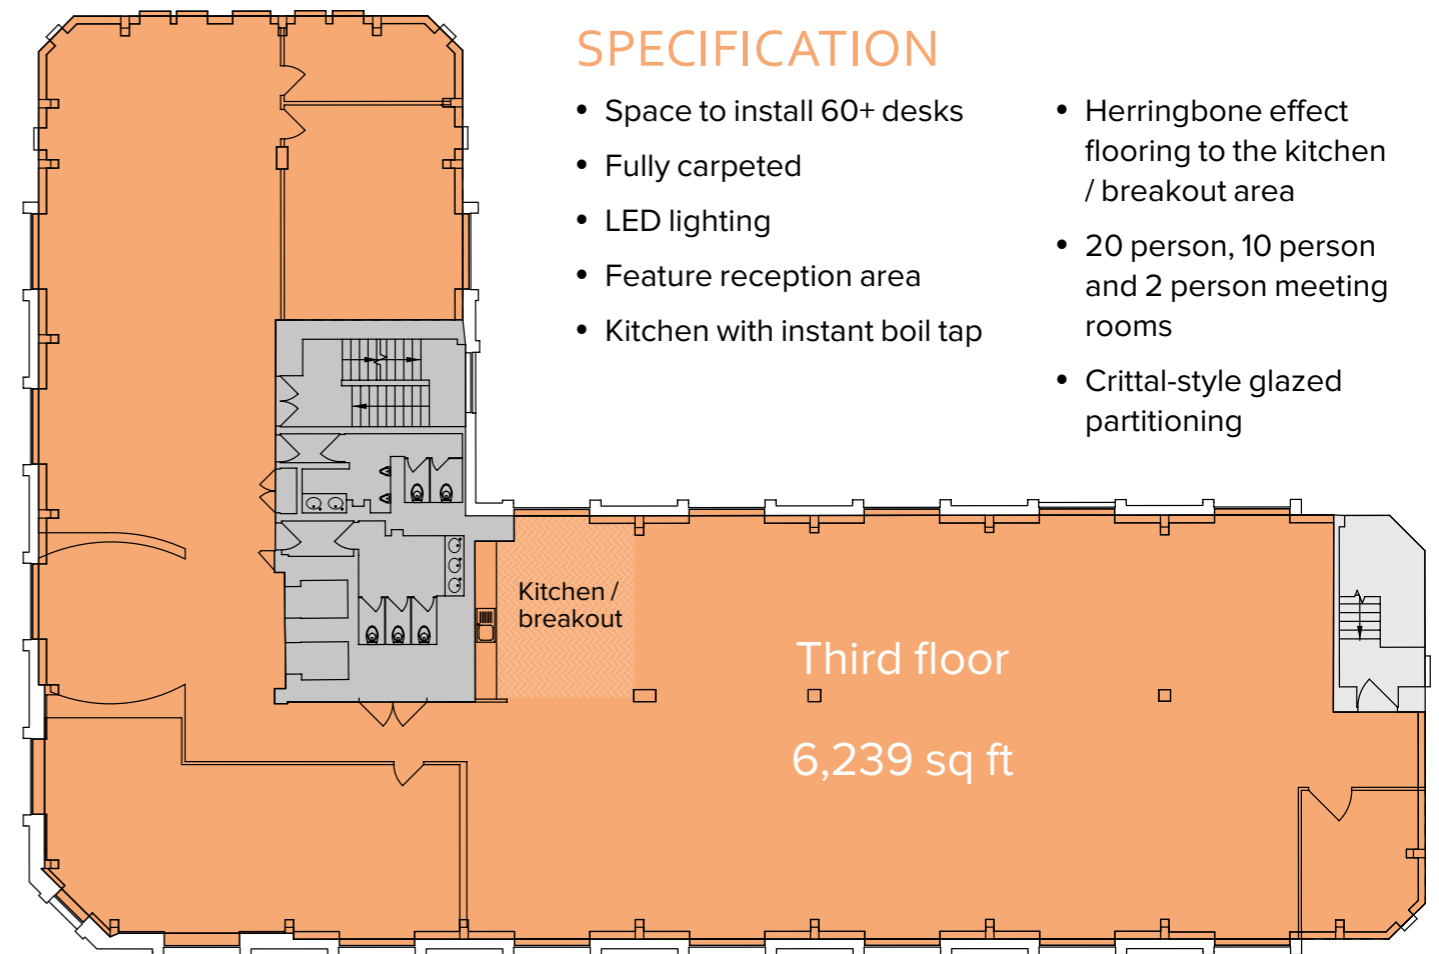 SPECIFICATION
• Space to install 60+ desks
• Fully carpeted
• LED lighting
• Feature reception area
• Kitchen with instant boil tap
• Herringbone effect
flooring to the kitchen
/ breakout area
• 20 person, 10 person
and 2 person meeting
rooms
• Crittal-style glazed
partitioning
Kitchen /
breakout
Third floor
6,239 sq ft